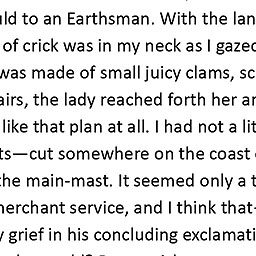 uld to an Earthsman. With the lan
of crick was in my neck as I gazed
was made of small juicy clams, sc
airs, the lady reached forth her ar
like that plan at all. I had not a lit
ts—cut somewhere on the coast
the main-mast. It seemed only a t
merchant service, and I think that
grief in his concluding exclamati